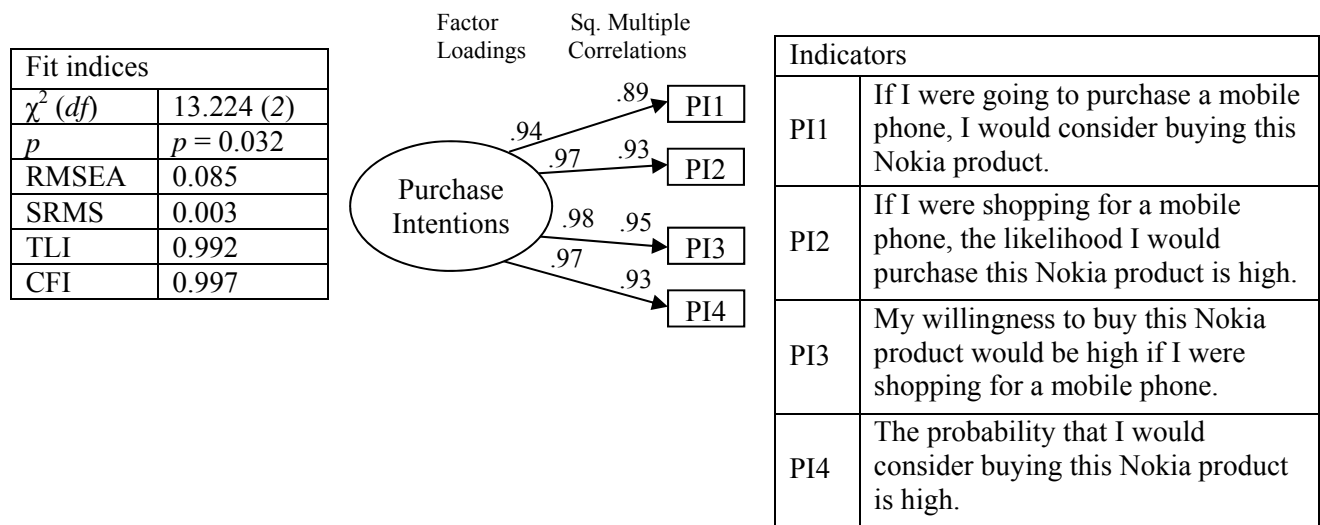 Fit indices
χ² (df) 13.224 (2)
p p = 0.032
RMSEA 0.085
SRMS 0.003
TLI 0.992
CFI 0.997
Factor Loadings
Sq. Multiple Correlations
Purchase
Intentions
.94 .89 PI1
.97 .93 PI2
.98 .95 PI3
.97 .93 PI4
Indicators
PI1
If I were going to purchase a mobile
phone, I would consider buying this
Nokia product.
PI2
If I were shopping for a mobile
phone, the likelihood I would
purchase this Nokia product is high.
PI3
My willingness to buy this Nokia
product would be high if I were
shopping for a mobile phone.
PI4
The probability that I would
consider buying this Nokia product
is high.